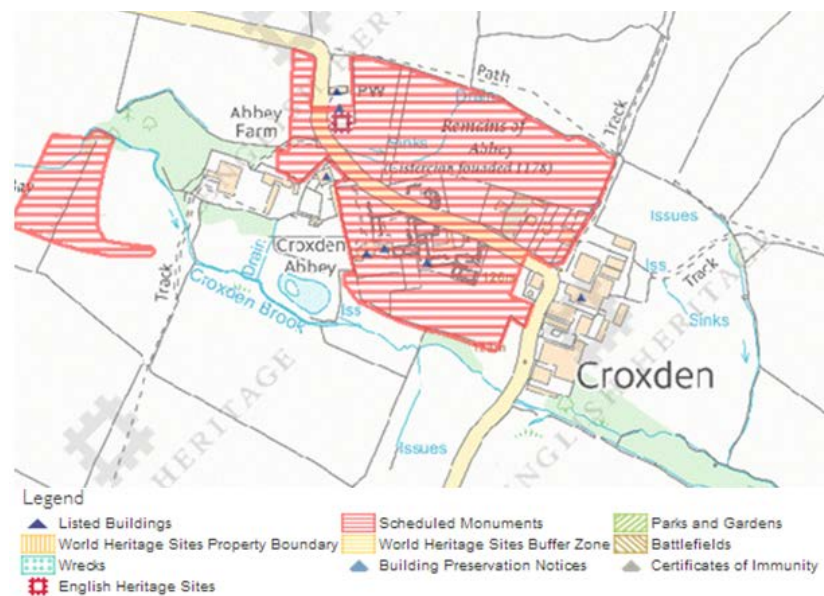 PW
Path
Drain
Abbey
Farm
Sinks
Remains of
Abbey
(Cistercian founded 1178)
Track
Issues
Croxden
Abbey
Drain
Track
Croxden Brook
Iss
Iss
Track
Sinks
Croxden
Issues
HERITAGE
ENGLISH HERITAGE
Legend
Listed Buildings
Scheduled Monuments
Parks and Gardens
World Heritage Sites Property Boundary
World Heritage Sites Buffer Zone
Battlefields
Wrecks
Building Preservation Notices
Certificates of Immunity
English Heritage Sites